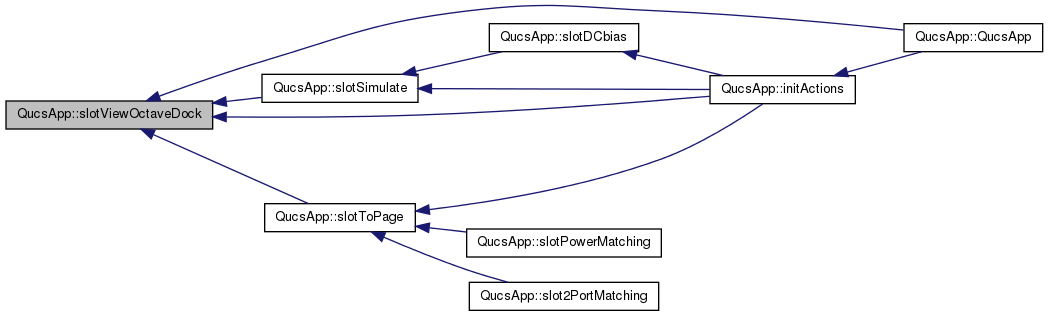 QucsApp::slotDCbias
QucsApp::QucsApp
QucsApp::slotSimulate
QucsApp::initActions
QucsApp::slotViewOctaveDock
QucsApp::slotToPage
QucsApp::slotPowerMatching
QucsApp::slot2PortMatching